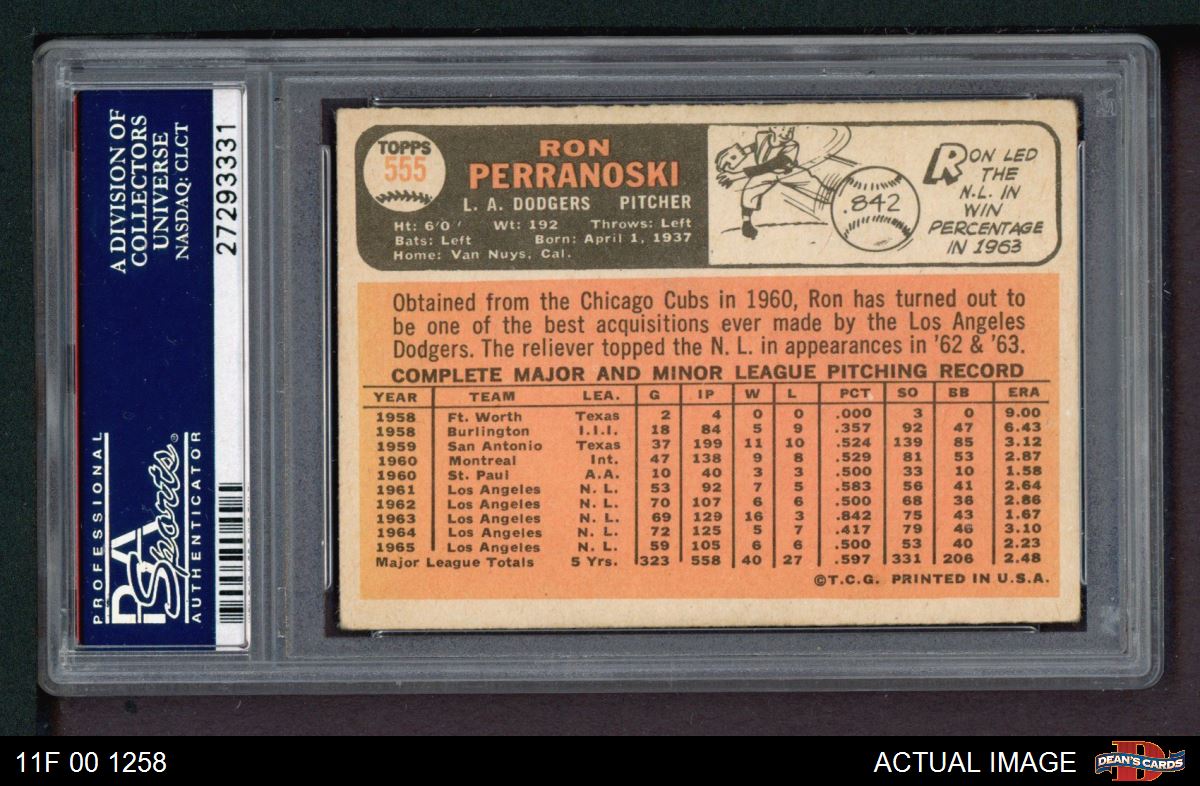 A DIVISION OF
COLLECTORS
UNIVERSE
NASDAQ: CLCT
27293331
PROFESSIONAL
PSA
Sports®
AUTHENTICATOR
TOPPS
555
RON
PERRANOSKI
L. A. DODGERS PITCHER
Ht: 6'0' Wt: 192 Throws: Left
Bats: Left Born: April 1, 1937
Home: Van Nuys, Cal.
.842
RON LED
THE
N.L. IN
WIN
PERCENTAGE
IN 1963
Obtained from the Chicago Cubs in 1960, Ron has turned out to
be one of the best acquisitions ever made by the Los Angeles
Dodgers. The reliever topped the N. L. in appearances in '62 & '63.
COMPLETE MAJOR AND MINOR LEAGUE PITCHING RECORD
YEAR TEAM LEA. G IP W L PCT SO BB ERA
1958 Ft. Worth Texas 2 4 0 0 .000 3 0 9.00
1958 Burlington I.I.I. 18 84 5 9 .357 92 47 6.43
1959 San Antonio Texas 37 199 11 10 .524 139 85 3.12
1960 Montreal Int. 47 138 9 8 .529 81 53 2.87
1960 St. Paul A.A. 10 40 3 3 .500 33 10 1.58
1961 Los Angeles N. L. 53 92 7 5 .583 56 41 2.64
1962 Los Angeles N. L. 70 107 6 6 .500 68 36 2.86
1963 Los Angeles N. L. 69 129 16 3 .842 75 43 1.67
1964 Los Angeles N. L. 72 125 5 7 .417 79 46 3.10
1965 Los Angeles N. L. 59 105 6 6 .500 53 40 2.23
Major League Totals 5 Yrs. 323 558 40 27 .597 331 206 2.48
©T.C.G. PRINTED IN U.S.A.
11F 00 1258
ACTUAL IMAGE
D
DEAN'S CARDS